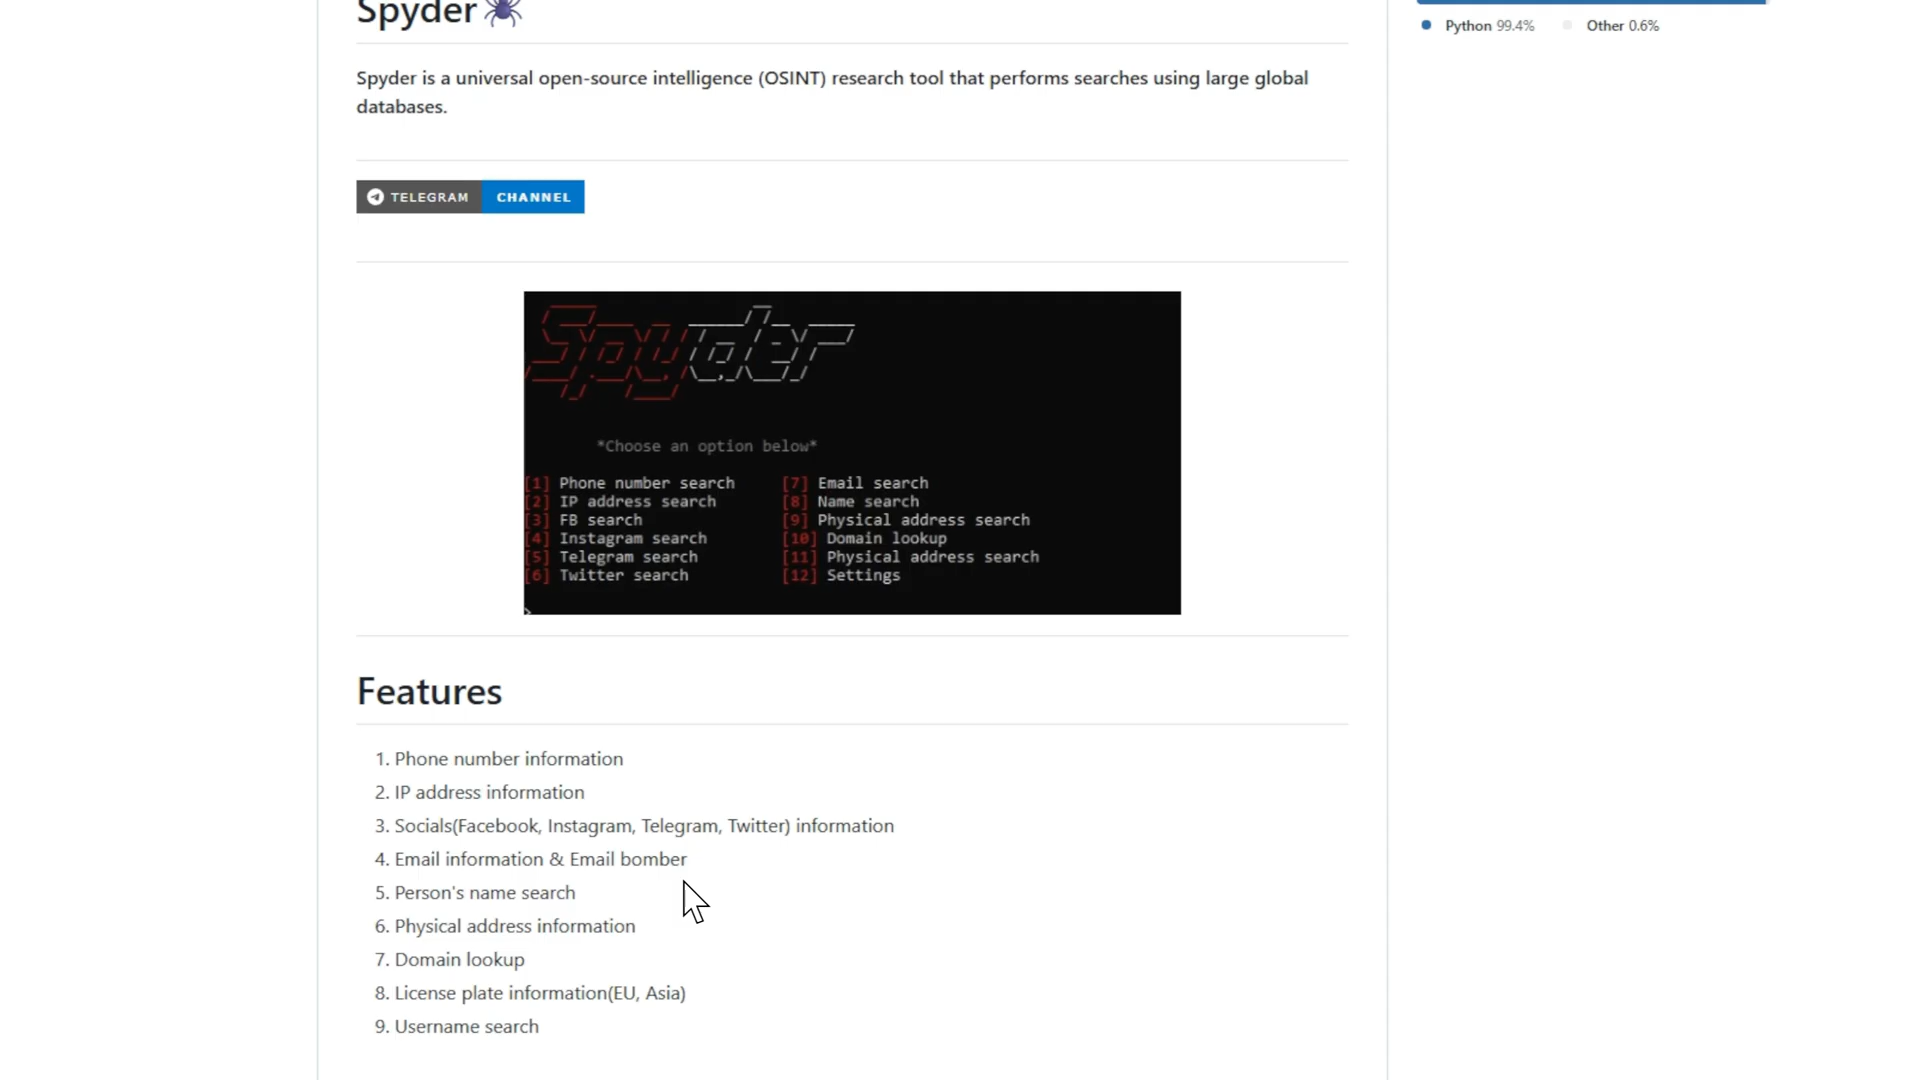 Spyder
Python 99.4% Other 0.6%
Spyder is a universal open-source intelligence (OSINT) research tool that performs searches using large global
databases.
TELEGRAM CHANNEL
Spyder
*Choose an option below*
[1] Phone number search [7] Email search
[2] IP address search [8] Name search
[3] FB search [9] Physical address search
[4] Instagram search [10] Domain lookup
[5] Telegram search [11] Physical address search
[6] Twitter search [12] Settings
>
Features
1. Phone number information
2. IP address information
3. Socials(Facebook, Instagram, Telegram, Twitter) information
4. Email information & Email bomber
5. Person's name search
6. Physical address information
7. Domain lookup
8. License plate information(EU, Asia)
9. Username search